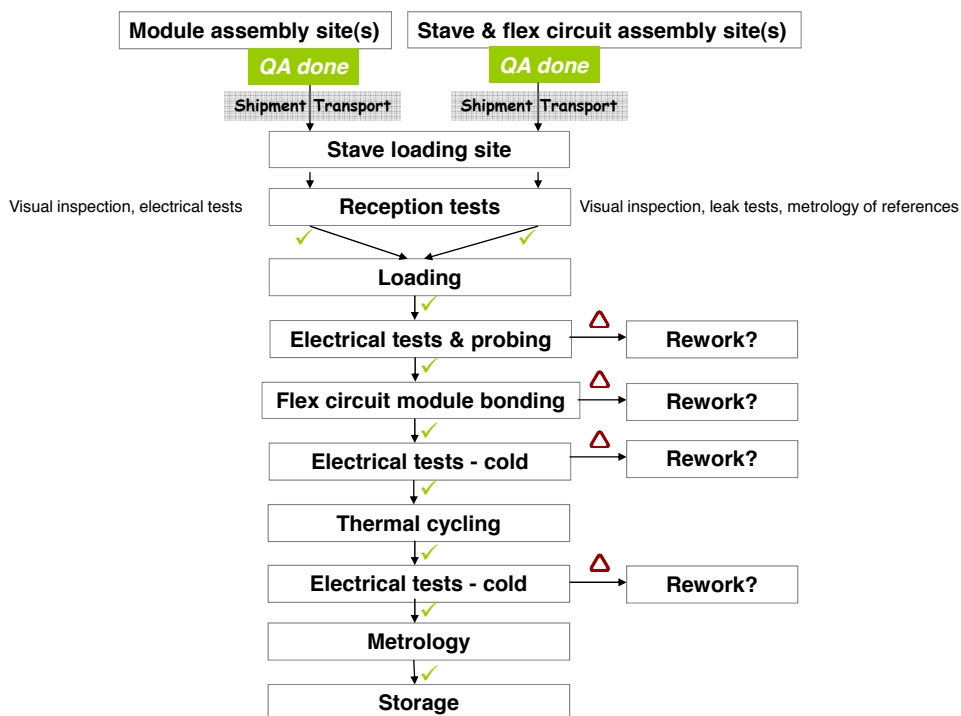 Module assembly site(s)
Stave & flex circuit assembly site(s)
QA done
QA done
Shipment Transport
Shipment Transport
Stave loading site
Visual inspection, electrical tests
Reception tests
Visual inspection, leak tests, metrology of references
Loading
Electrical tests & probing
Rework?
Flex circuit module bonding
Rework?
Electrical tests - cold
Rework?
Thermal cycling
Electrical tests - cold
Rework?
Metrology
Storage